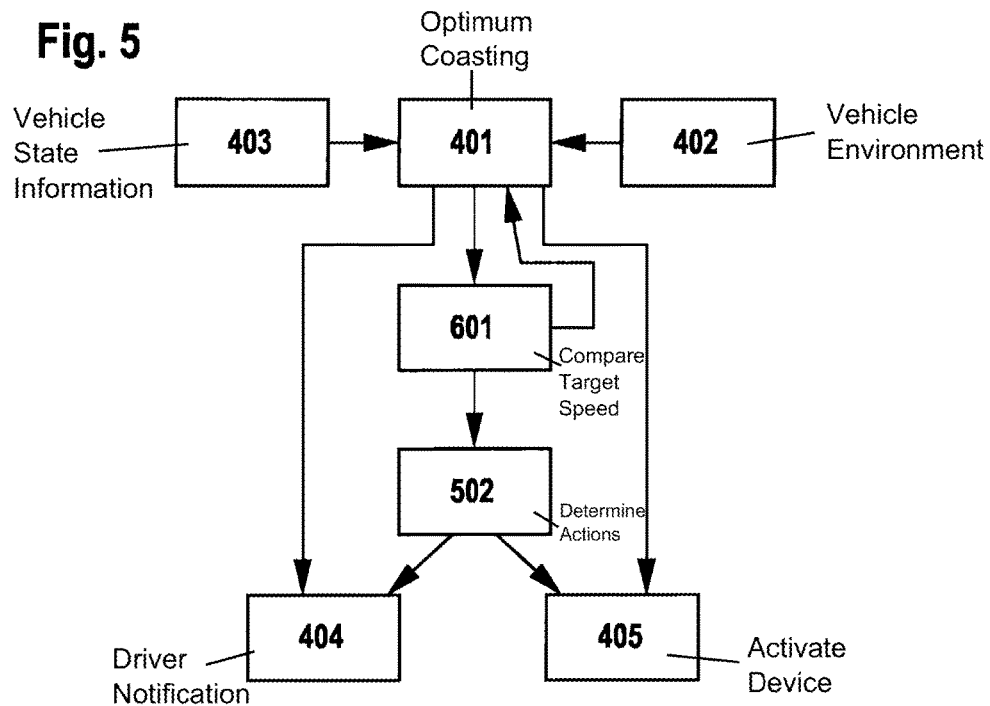 Fig. 5
Optimum
Coasting
Vehicle
State
Information
403
401
402
Vehicle
Environment
601
Compare
Target
Speed
502
Determine
Actions
404
405
Driver
Notification
Activate
Device